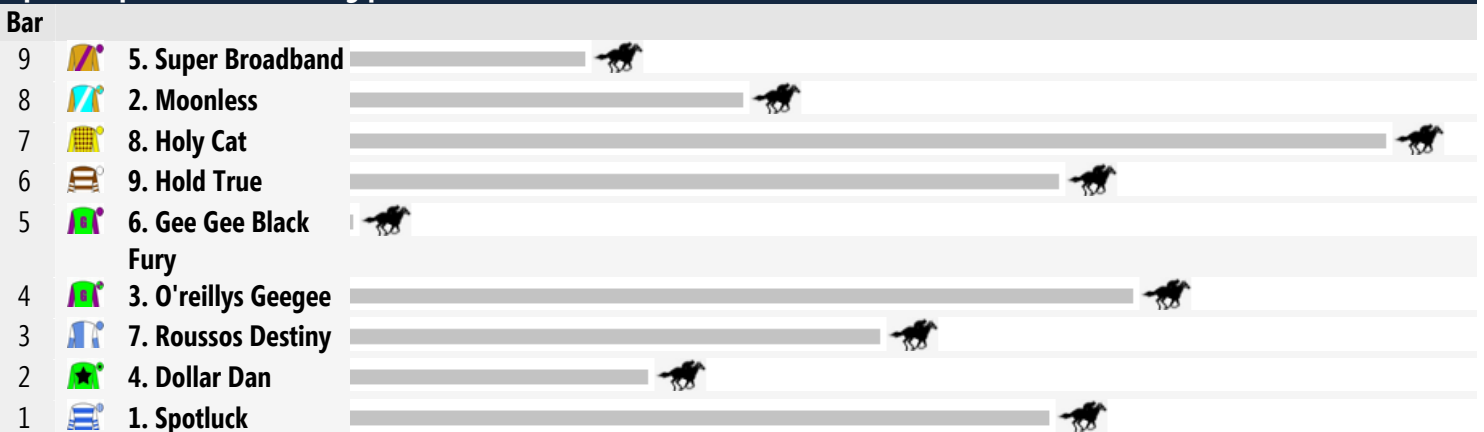 Bar
9 5. Super Broadband
8 2. Moonless
7 8. Holy Cat
6 9. Hold True
5 6. Gee Gee Black
Fury
4 3. O'reillys Geegee
3 7. Roussos Destiny
2 4. Dollar Dan
1 1. Spotluck